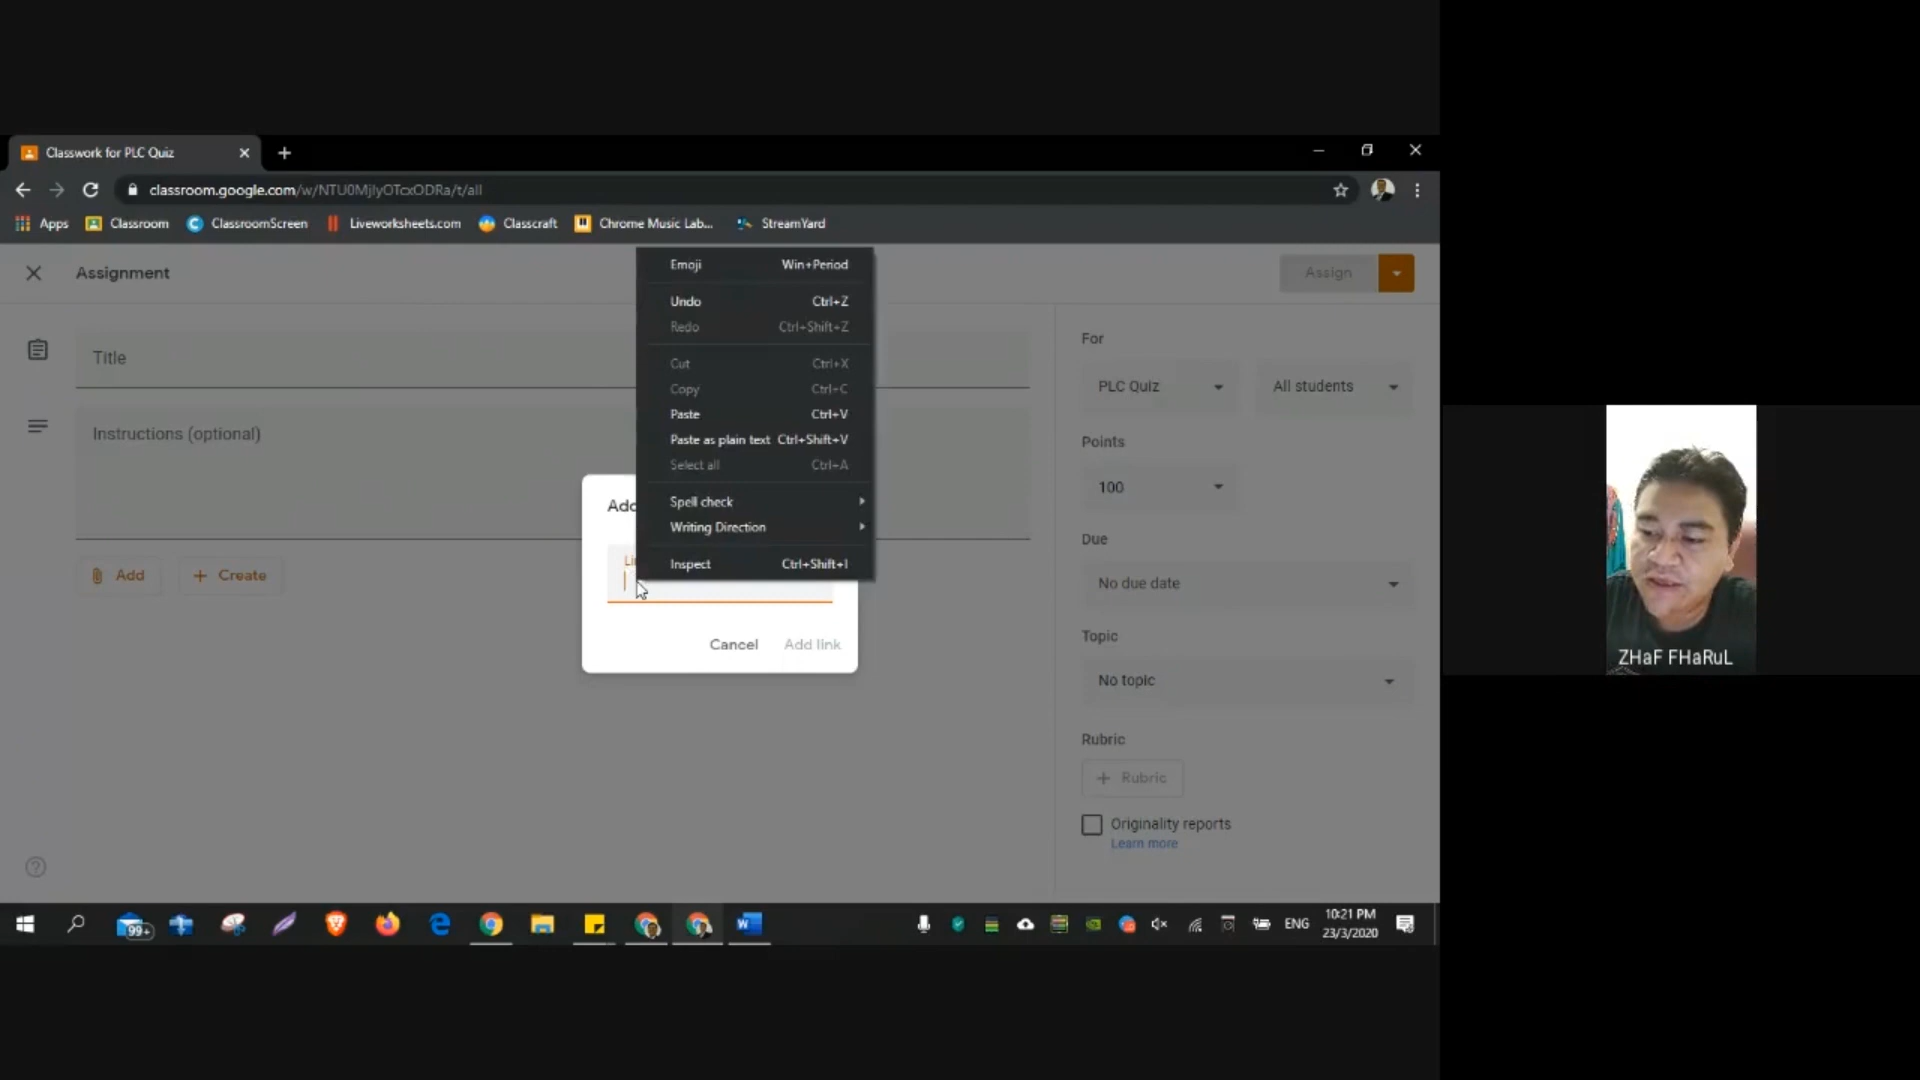 Classwork for PLC Quiz
classroom.google.com/w/NTU0MjIyOTcxODRa/t/all
Apps Classroom ClassroomScreen Liveworksheets.com Classcraft Chrome Music Lab... StreamYard
Assignment
Assign
Title
Instructions (optional)
Add
Create
Emoji Win+Period
Undo Ctrl+Z
Redo Ctrl+Shift+Z
Cut Ctrl+X
Copy Ctrl+C
Paste Ctrl+V
Paste as plain text Ctrl+Shift+V
Select all Ctrl+A
Spell check
Writing Direction
Inspect Ctrl+Shift+I
Cancel Add link
For
PLC Quiz All students
Points
100
Due
No due date
Topic
No topic
Rubric
Rubric
Originality reports
Learn more
ZHaF FHaRuL
99+
ENG
10:21 PM
23/3/2020